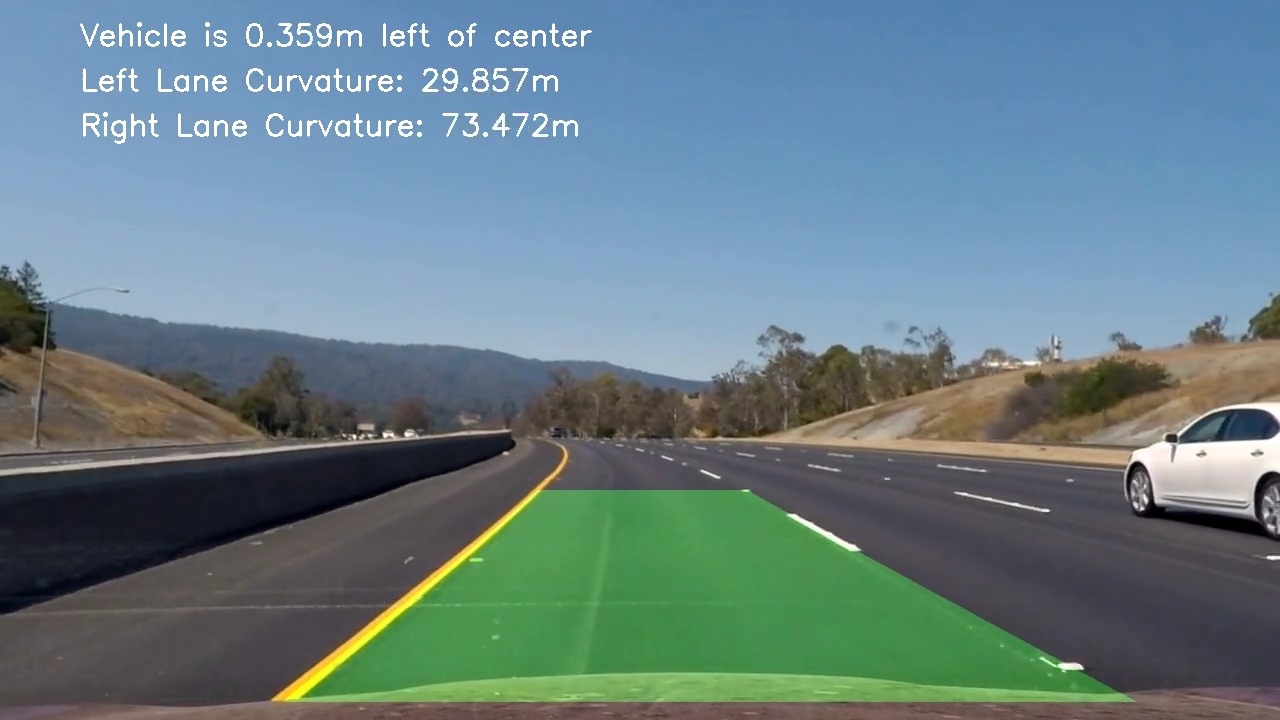 Vehicle is 0.359m left of center
Left Lane Curvature: 29.857m
Right Lane Curvature: 73.472m